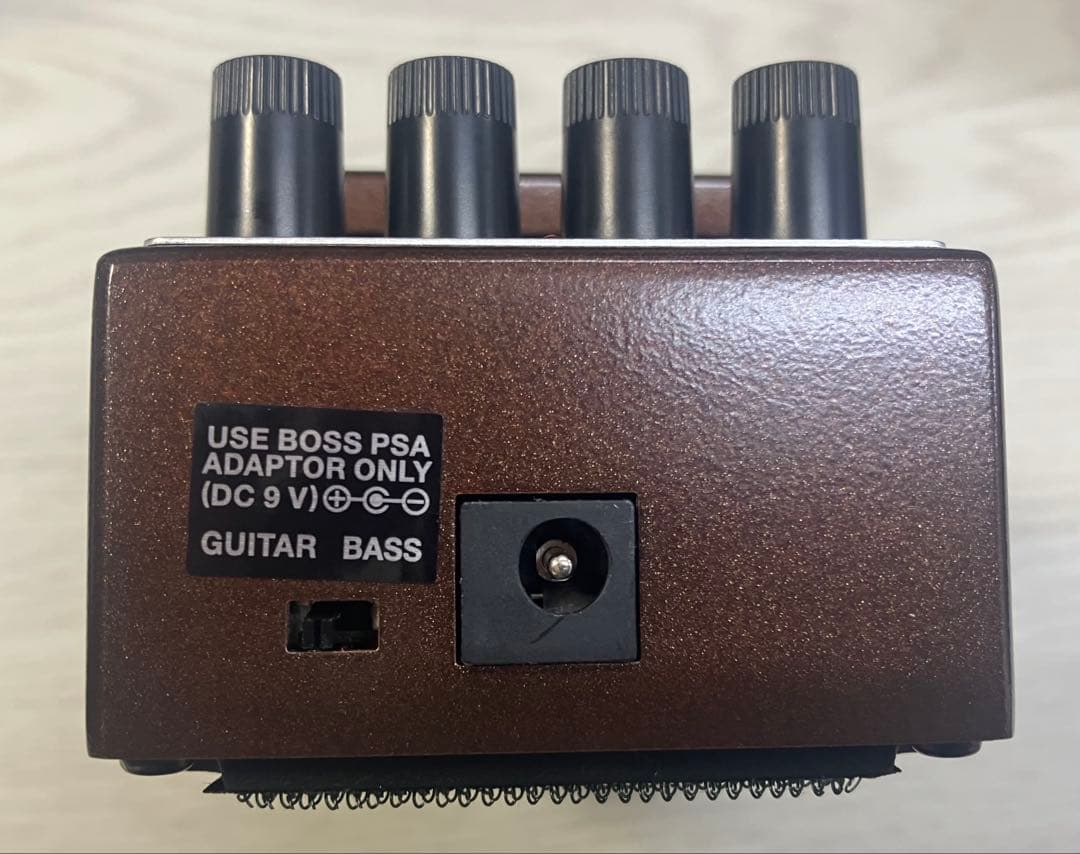 USE BOSS PSA
ADAPTOR ONLY
(DC 9 V)
GUITAR BASS